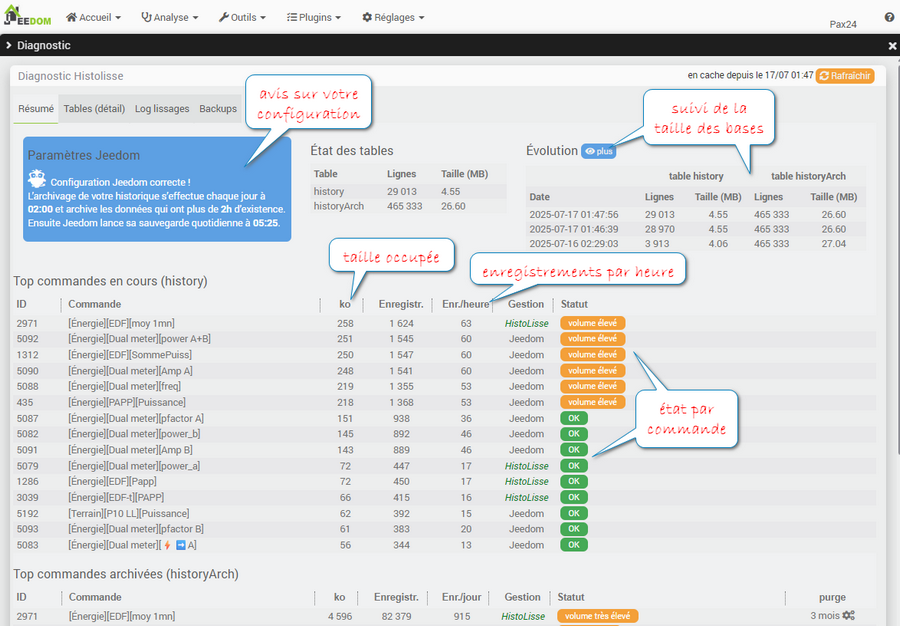 JEEDOM Accueil Analyse Outils Plugins Réglages Pax24
Diagnostic
Diagnostic Histolisse en cache depuis le 17/07 01:47 Rafraîchir
Résumé Tables (détail) Log lissages Backups
avis sur votre
configuration
suivi de la
taille des bases
Paramètres Jeedom
Configuration Jeedom correcte !
L'archivage de votre historique s'effectue chaque jour à
02:00 et archive les données qui ont plus de 2h d'existence.
Ensuite Jeedom lance sa sauvegarde quotidienne à 05:25.
État des tables
Table Lignes Taille (MB)
history 29 013 4.55
historyArch 465 333 26.60
Évolution plus
table history table historyArch
Date Lignes Taille (MB) Lignes Taille (MB)
2025-07-17 01:47:56 29 013 4.55 465 333 26.60
2025-07-17 01:46:39 28 970 4.55 465 333 26.60
2025-07-16 02:29:03 3 913 4.06 465 333 27.04
taille occupée
enregistrements par heure
Top commandes en cours (history)
ID Commande ko Enregistr. Enr./heure Gestion Statut
2971 [Énergie][EDF][moy 1mn] 258 1 624 63 HistoLisse volume élevé
5092 [Énergie][Dual meter][power A+B] 251 1 545 60 Jeedom volume élevé
1312 [Énergie][EDF][SommePuiss] 250 1 547 60 Jeedom volume élevé
5090 [Énergie][Dual meter][Amp A] 248 1 541 60 Jeedom volume élevé
5088 [Énergie][Dual meter][freq] 219 1 355 53 Jeedom volume élevé
435 [Énergie][PAPP][Puissance] 218 1 368 53 Jeedom volume élevé
5087 [Énergie][Dual meter][pfactor A] 151 938 36 Jeedom OK
5082 [Énergie][Dual meter][power_b] 145 892 46 Jeedom OK
5091 [Énergie][Dual meter][Amp B] 143 889 46 Jeedom OK
5079 [Énergie][Dual meter][power_a] 72 447 17 HistoLisse OK
1286 [Énergie][EDF][Papp] 72 450 17 HistoLisse OK
3039 [Énergie][EDF-t][PAPP] 66 415 16 HistoLisse OK
5192 [Terrain][P10 LL][Puissance] 62 392 15 Jeedom OK
5093 [Énergie][Dual meter][pfactor B] 61 383 20 Jeedom OK
5083 [Énergie][Dual meter][⚡➡️A] 56 344 13 Jeedom OK
état par
commande
Top commandes archivées (historyArch)
ID Commande ko Enregistr. Enr./jour Gestion Statut purge
2971 [Énergie][EDF][moy 1mn] 4 596 82 379 915 HistoLisse volume très élevé 3 mois